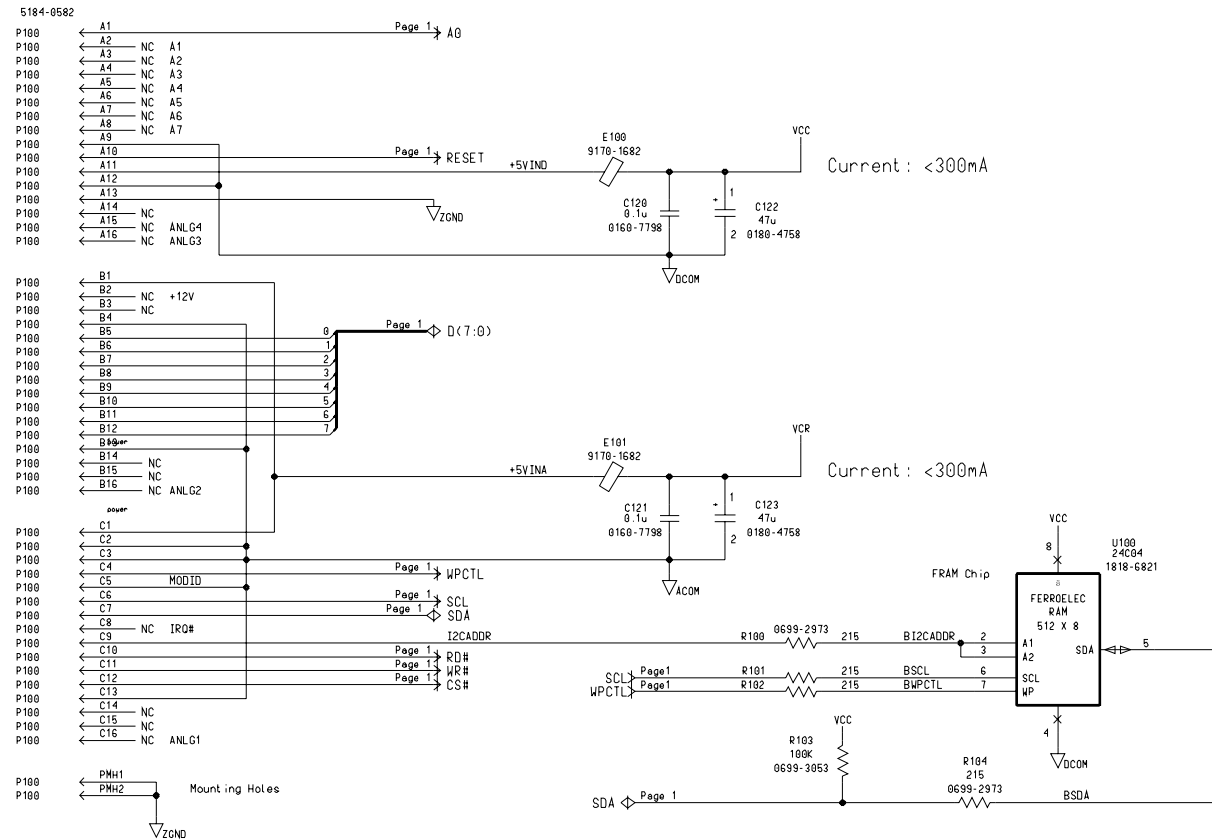 5184-0582
P100 A1 Page 1 A0
P100 A2 NC A1
P100 A3 NC A2
P100 A4 NC A3
P100 A5 NC A4
P100 A6 NC A5
P100 A7 NC A6
P100 A8 NC A7
P100 A9
P100 A10 Page 1 RESET
P100 A11 +5VIND
P100 A12
P100 A13 ZGND
P100 A14 NC
P100 A15 NC ANLG4
P100 A16 NC ANLG3
E100
9170-1682
VCC
Current: <300mA
C120
0.1u
0160-7798
+ 1
C122
47u
2 0180-4758
DCOM
P100 B1
P100 B2 NC +12V
P100 B3 NC
P100 B4
P100 B5 0 Page 1 D(7:0)
P100 B6 1
P100 B7 2
P100 B8 3
P100 B9 4
P100 B10 5
P100 B11 6
P100 B12 7
power
P100 B13
P100 B14 NC
P100 B15 NC +5VINA
P100 B16 NC ANLG2
E101
9170-1682
VCR
Current: <300mA
C121
0.1u
0160-7798
+ 1
C123
47u
2 0180-4758
ACOM
power
P100 C1
P100 C2
P100 C3
P100 C4 Page 1 WPCTL
P100 C5 MODID
P100 C6 Page 1 SCL
P100 C7 Page 1 SDA
P100 C8 NC IRQ#
P100 C9 I2CADDR R100 0699-2973 215 BI2CADDR 2
P100 C10 Page 1 RD#
P100 C11 Page 1 WR#
P100 C12 Page 1 CS#
P100 C13
P100 C14 NC
P100 C15 NC
P100 C16 NC ANLG1
3
SCL Page1 R101 215 BSCL 6
WPCTL Page1 R102 215 BWPCTL 7
VCC
8
U100
24C04
1818-6821
FRAM Chip
8
FERROELEC
RAM
512 X 8
A1
A2
SDA 5
SCL
WP
4
DCOM
VCC
R103
100K
0699-3053
R104
215
0699-2973
SDA Page 1 BSDA
P100 PMH1
P100 PMH2
Mounting Holes
ZGND